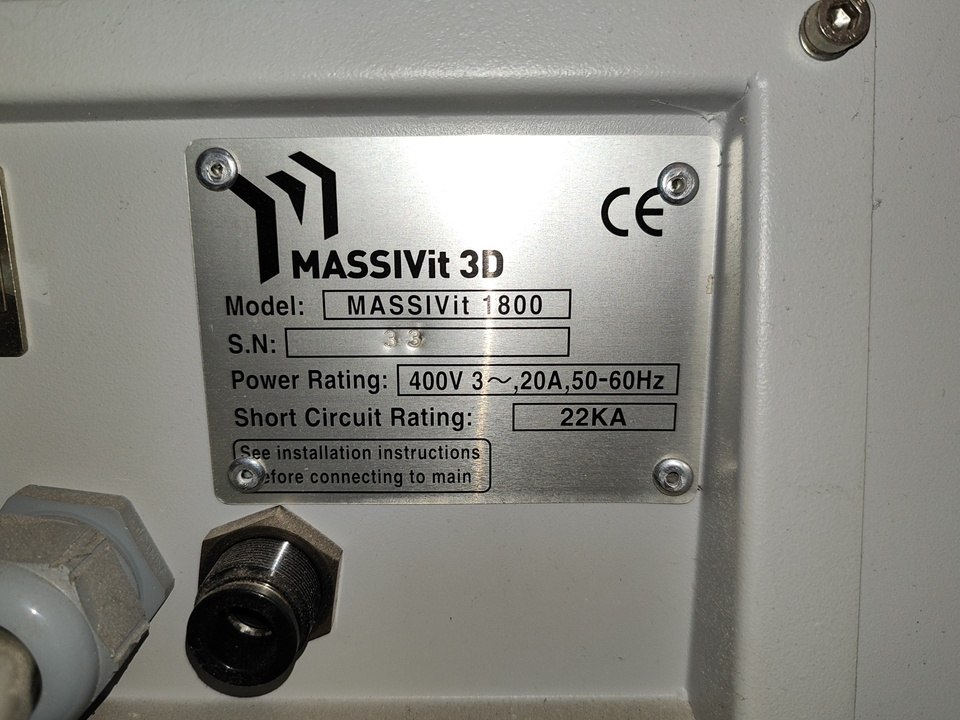 MASSIVit 3D
CE
Model: MASSIVit 1800
S.N: 33
Power Rating: 400V 3~,20A,50-60Hz
Short Circuit Rating: 22KA
See installation instructions
before connecting to main